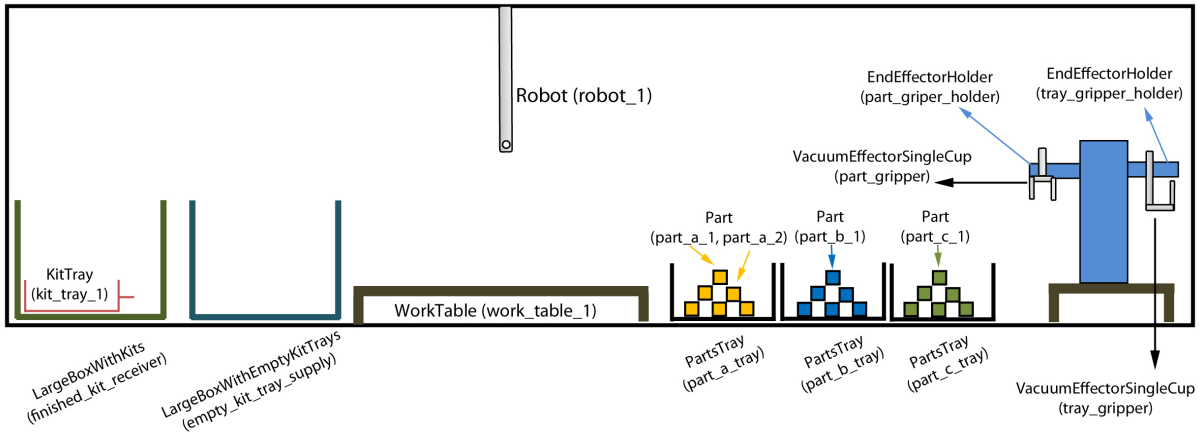 EndEffectorHolder
(part_griper_holder)
EndEffectorHolder
(tray_gripper_holder)
Robot (robot_1)
VacuumEffectorSingleCup
(part_gripper)
Part
(part_a_1, part_a_2)
Part
(part_b_1)
Part
(part_c_1)
KitTray
(kit_tray_1)
WorkTable (work_table_1)
LargeBoxWithKits
(finished_kit_receiver)
LargeBoxWithEmptyKitTrays
(empty_kit_tray_supply)
PartsTray
(part_a_tray)
PartsTray
(part_b_tray)
PartsTray
(part_c_tray)
VacuumEffectorSingleCup
(tray_gripper)